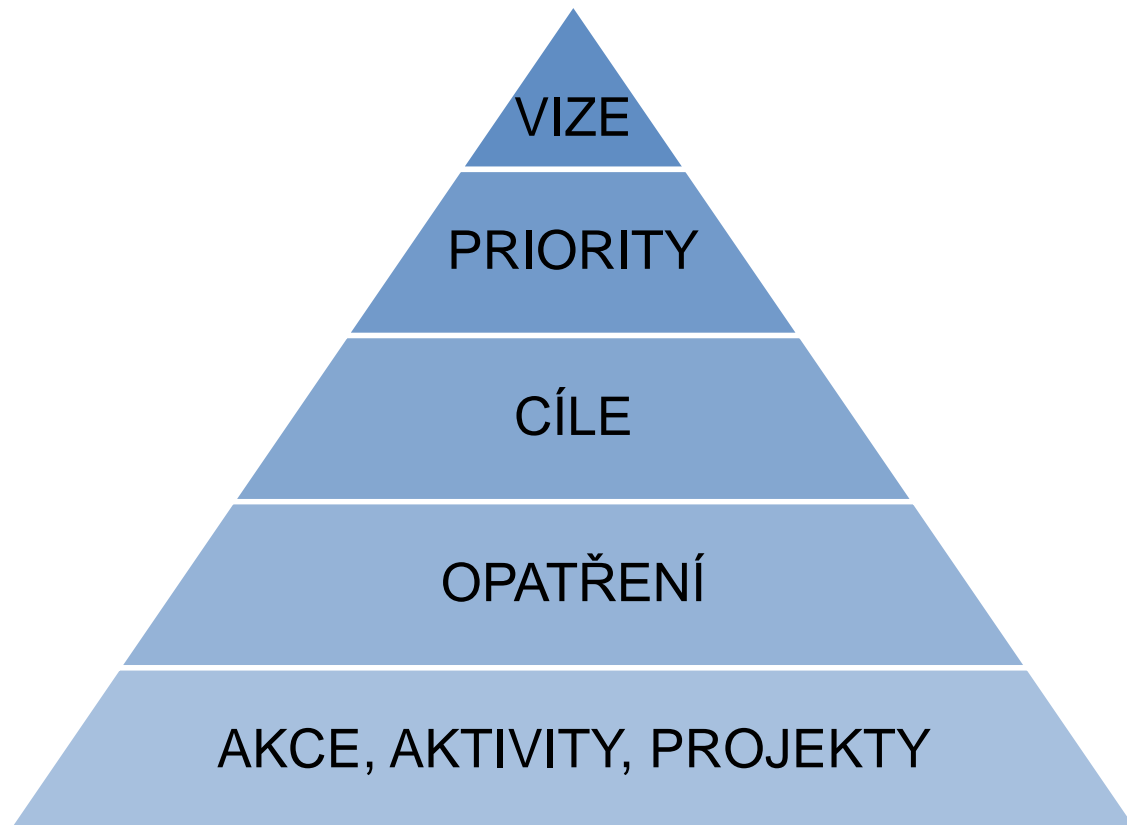 VIZE
PRIORITY
CÍLE
OPATŘENÍ
AKCE, AKTIVITY, PROJEKTY